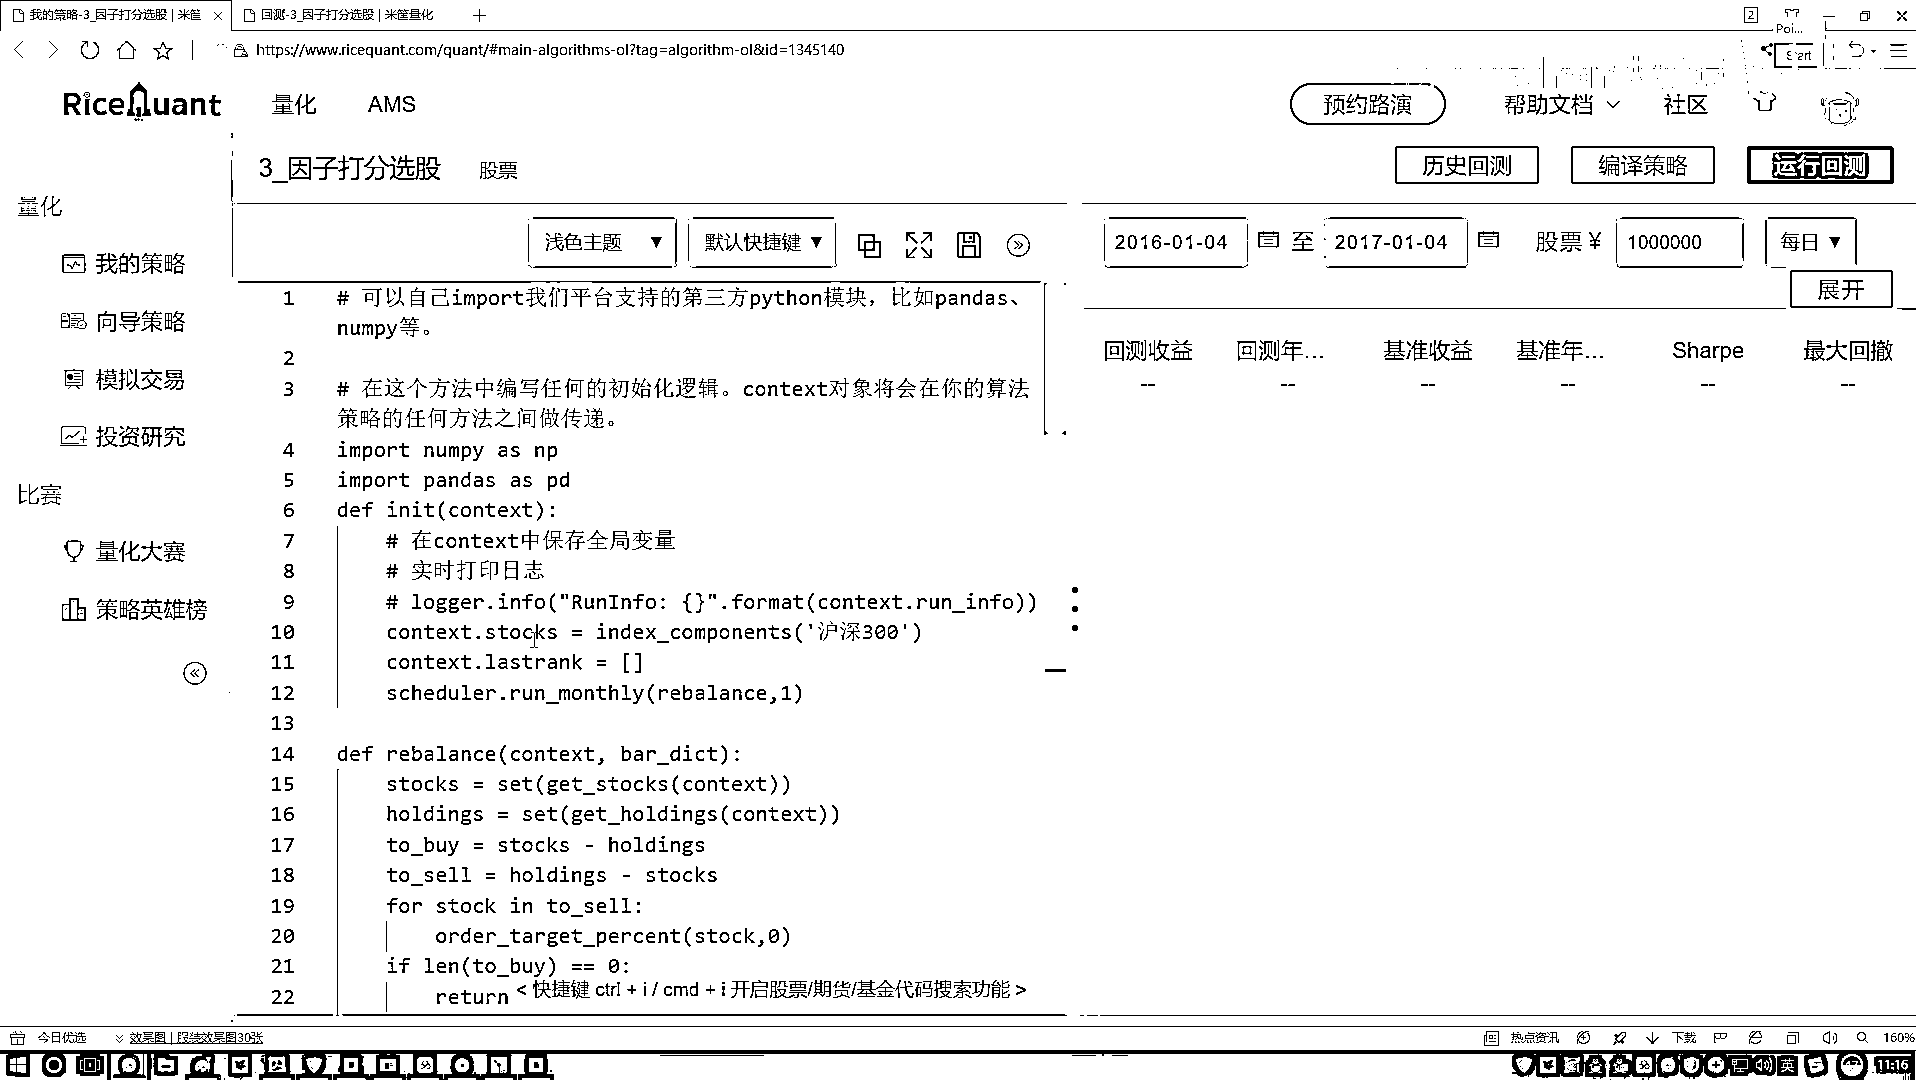 我的策略-3_因子打分选股 | 米筐
回测-3_因子打分选股 | 米筐量化
2
Poi...
https://www.ricequant.com/quant/#main-algorithms-ol?tag=algorithm-ol&id=1345140
Start
RiceQuant
量化
AMS
预约路演
帮助文档
社区
3_因子打分选股
股票
历史回测
编译策略
运行回测
量化
我的策略
向导策略
模拟交易
投资研究
比赛
量化大赛
策略英雄榜
浅色主题
默认快捷键
2016-01-04 至 2017-01-04 股票 ¥ 1000000 每日
展开
回测收益 回测年... 基准收益 基准年... Sharpe 最大回撤
-- -- -- -- -- --
1 # 可以自己import我们平台支持的第三方python模块，比如pandas、
numpy等。
2
3 # 在这个方法中编写任何的初始化逻辑。context对象将会在你的算法
策略的任何方法之间做传递。
4 import numpy as np
5 import pandas as pd
6 def init(context):
7 # 在context中保存全局变量
8 # 实时打印日志
9 # logger.info("RunInfo: {}".format(context.run_info))
10 context.stocks = index_components('沪深300')
11 context.lastrank = []
12 scheduler.run_monthly(rebalance,1)
13
14 def rebalance(context, bar_dict):
15 stocks = set(get_stocks(context))
16 holdings = set(get_holdings(context))
17 to_buy = stocks - holdings
18 to_sell = holdings - stocks
19 for stock in to_sell:
20 order_target_percent(stock,0)
21 if len(to_buy) == 0:
22 return
< 快捷键 ctrl + i / cmd + i 开启股票/期货/基金代码搜索功能 >
今日优选
效果图 | 服装效果图30张
热点资讯
下载
160%
英
11:16